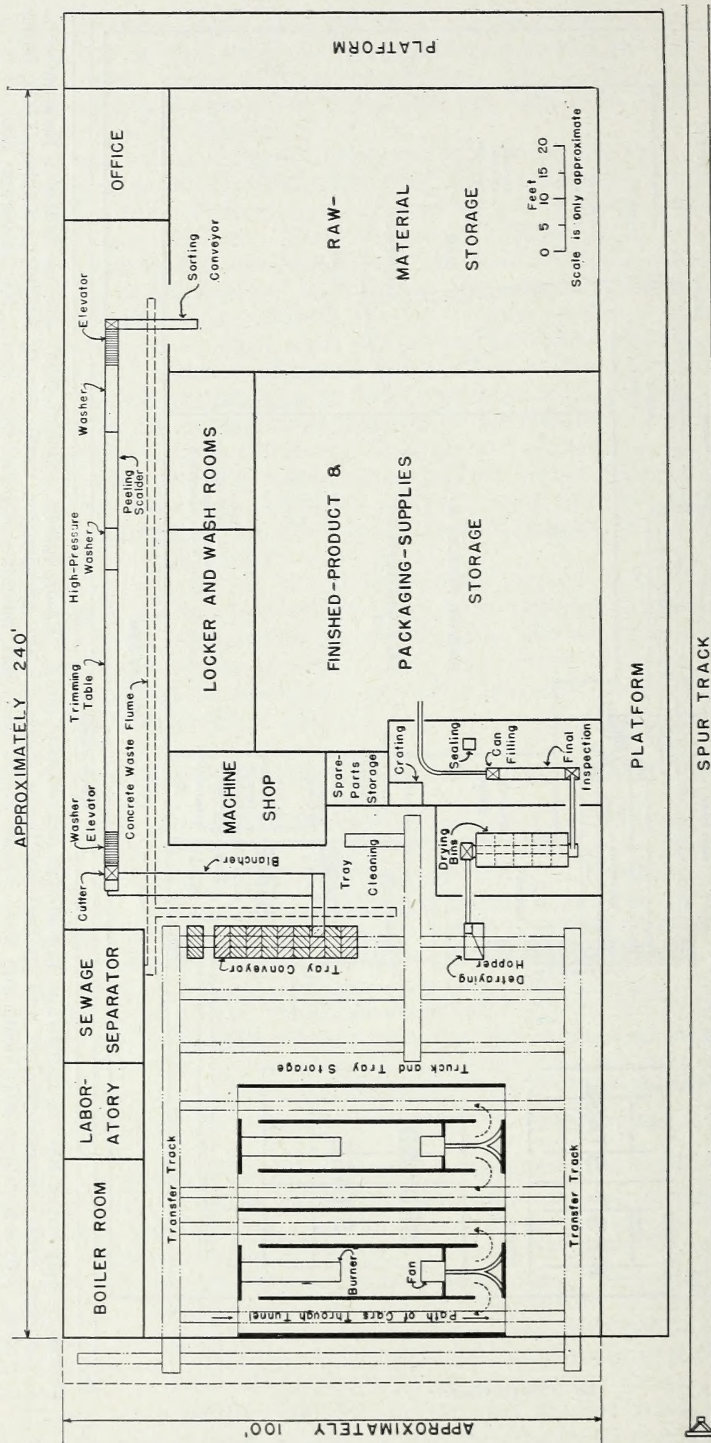 APPROXIMATELY 240'
APPROXIMATELY 100'
BOILER ROOM
LABOR-
ATORY
SEWAGE
SEPARATOR
Cutter
Washer
Elevator
Trimming
Table
High-Pressure
Washer
Peeling
Scalder
Washer
Elevator
Sorting
Conveyor
OFFICE
PLATFORM
Concrete Waste Flume
Blancher
MACHINE
SHOP
LOCKER AND WASH ROOMS
RAW-
MATERIAL
STORAGE
Feet
0 5 10 15 20
Scale is only approximate
FINISHED-PRODUCT &
PACKAGING-SUPPLIES
STORAGE
Spare-
Parts
Storage
Crating
Sealing
Can
Filling
Final
Inspection
Tray
Cleaning
Drying
Bins
Detraying
Hopper
Tray Conveyor
Truck and Tray Storage
Transfer Track
Burner
Fan
Path of Cars Through Tunnel
Transfer Track
PLATFORM
SPUR TRACK